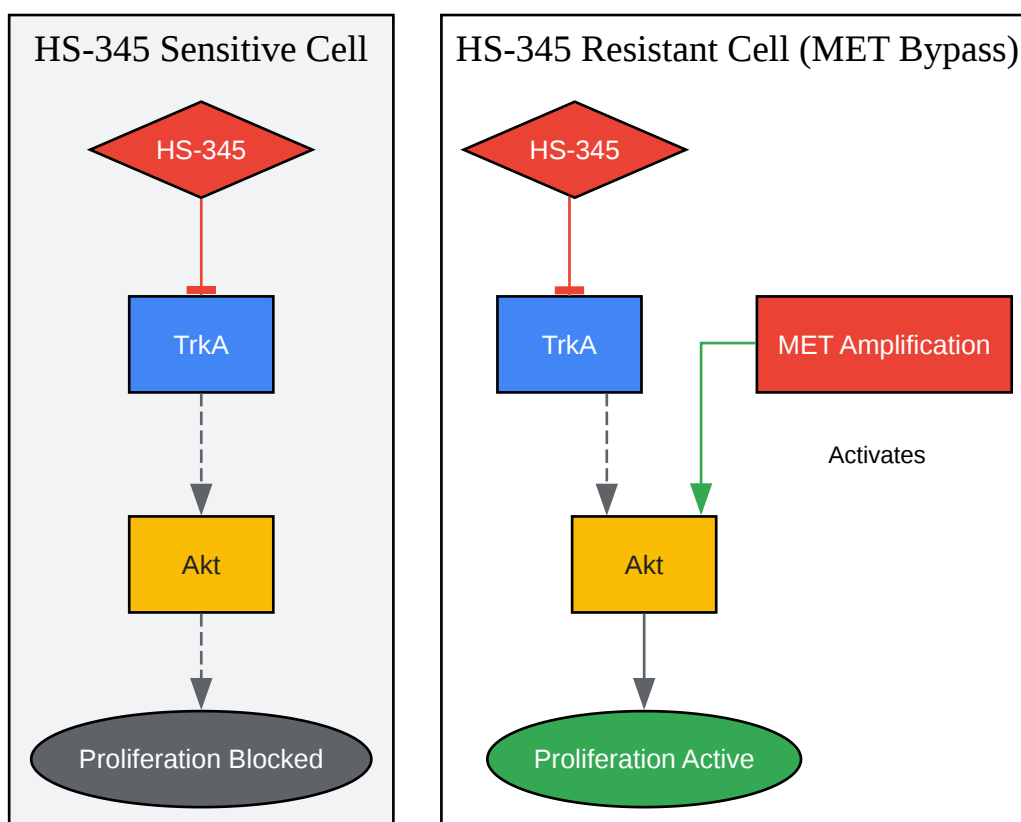 HS-345 Sensitive Cell
HS-345
TrkA
Akt
Proliferation Blocked
HS-345 Resistant Cell (MET Bypass)
HS-345
TrkA
MET Amplification
Activates
Akt
Proliferation Active